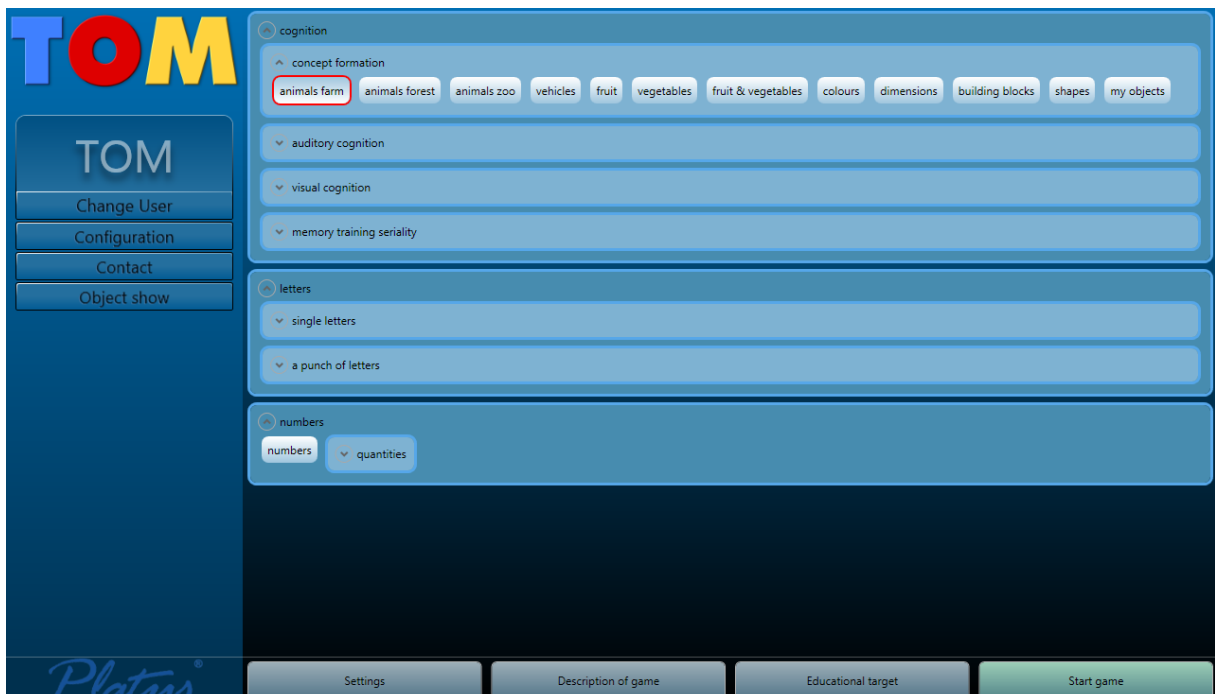 TOM
TOM
Change User
Configuration
Contact
Object show
cognition
concept formation
animals farm animals forest animals zoo vehicles fruit vegetables fruit & vegetables colours dimensions building blocks shapes my objects
auditory cognition
visual cognition
memory training seriality
letters
single letters
a punch of letters
numbers
numbers quantities
Platus®
Settings Description of game Educational target Start game